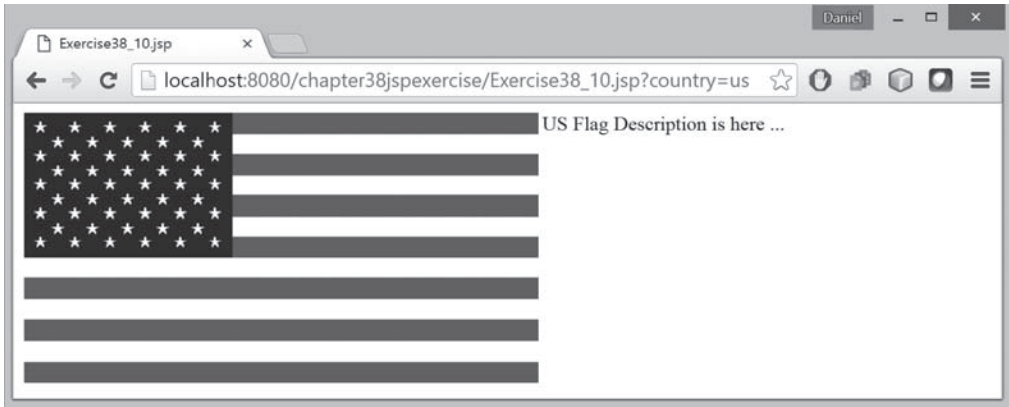 Daniel
Exercise38_10.jsp
localhost:8080/chapter38jspexercise/Exercise38_10.jsp?country=us
US Flag Description is here ...